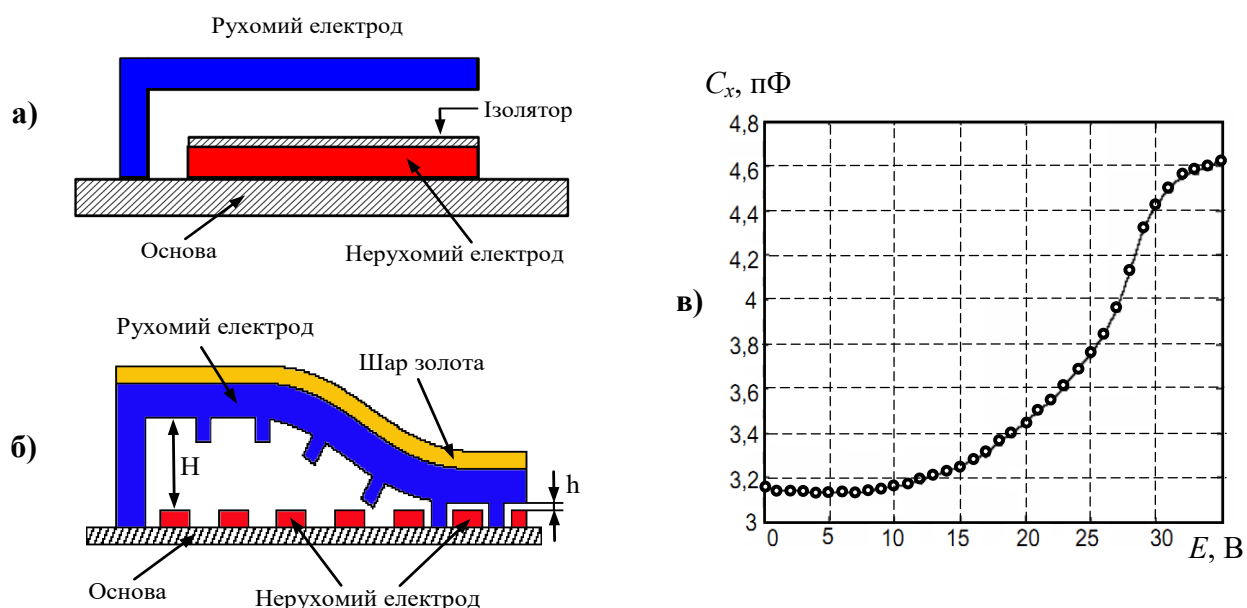 Рухомий електрод
а)
Ізолятор
Основа
Нерухомий електрод
Рухомий електрод
Шар золота
б)
H
h
Основа
Нерухомий електрод
в)
Cx, пФ
4,8
4,6
4,4
4,2
4
3,8
3,6
3,4
3,2
3
0 5 10 15 20 25 30
E, В